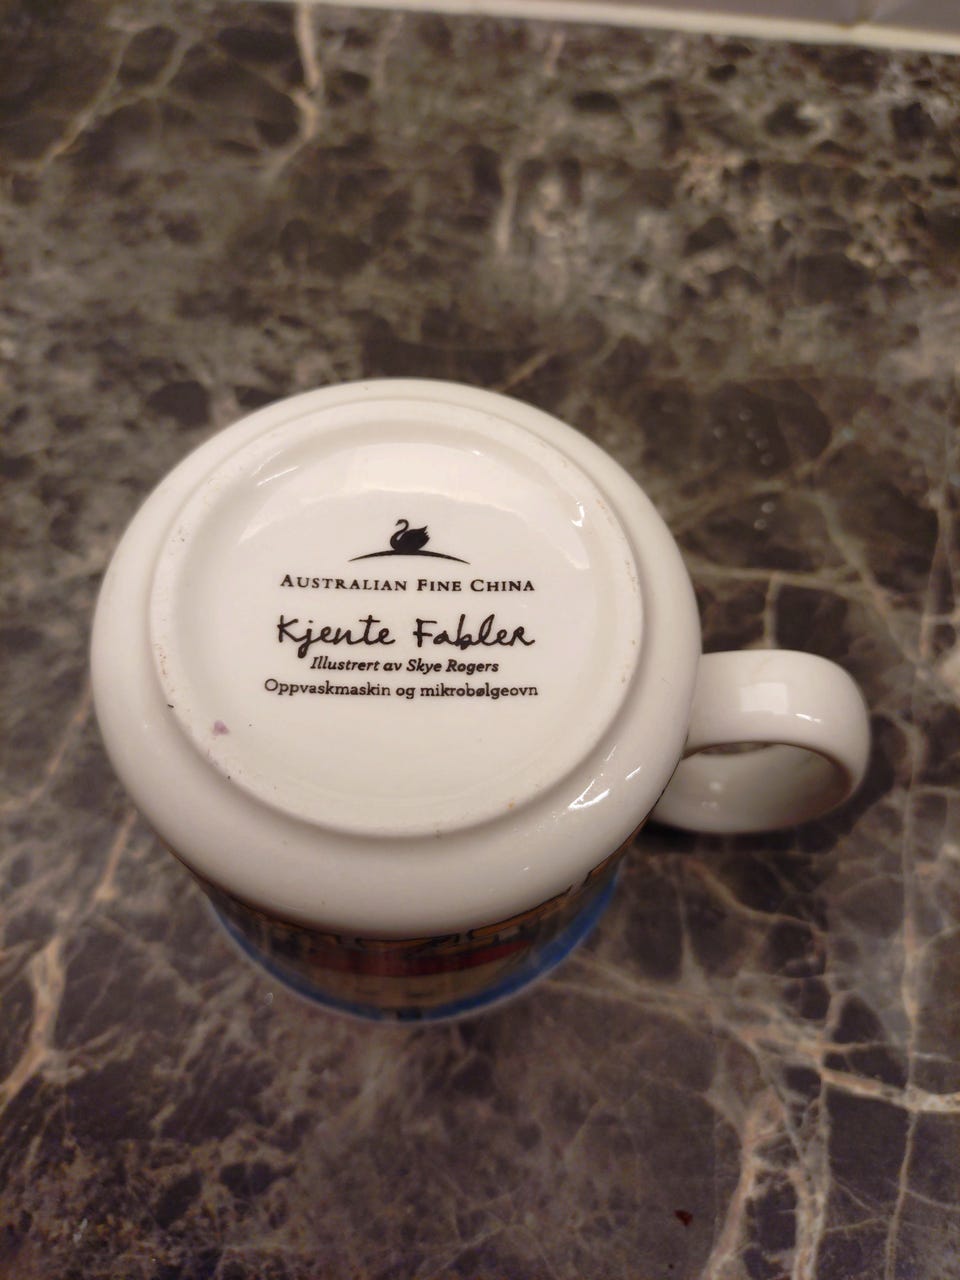 AUSTRALIAN FINE CHINA
Kjente Fabler
Illustrert av Skye Rogers
Oppvaskmaskin og mikrobølgeovn